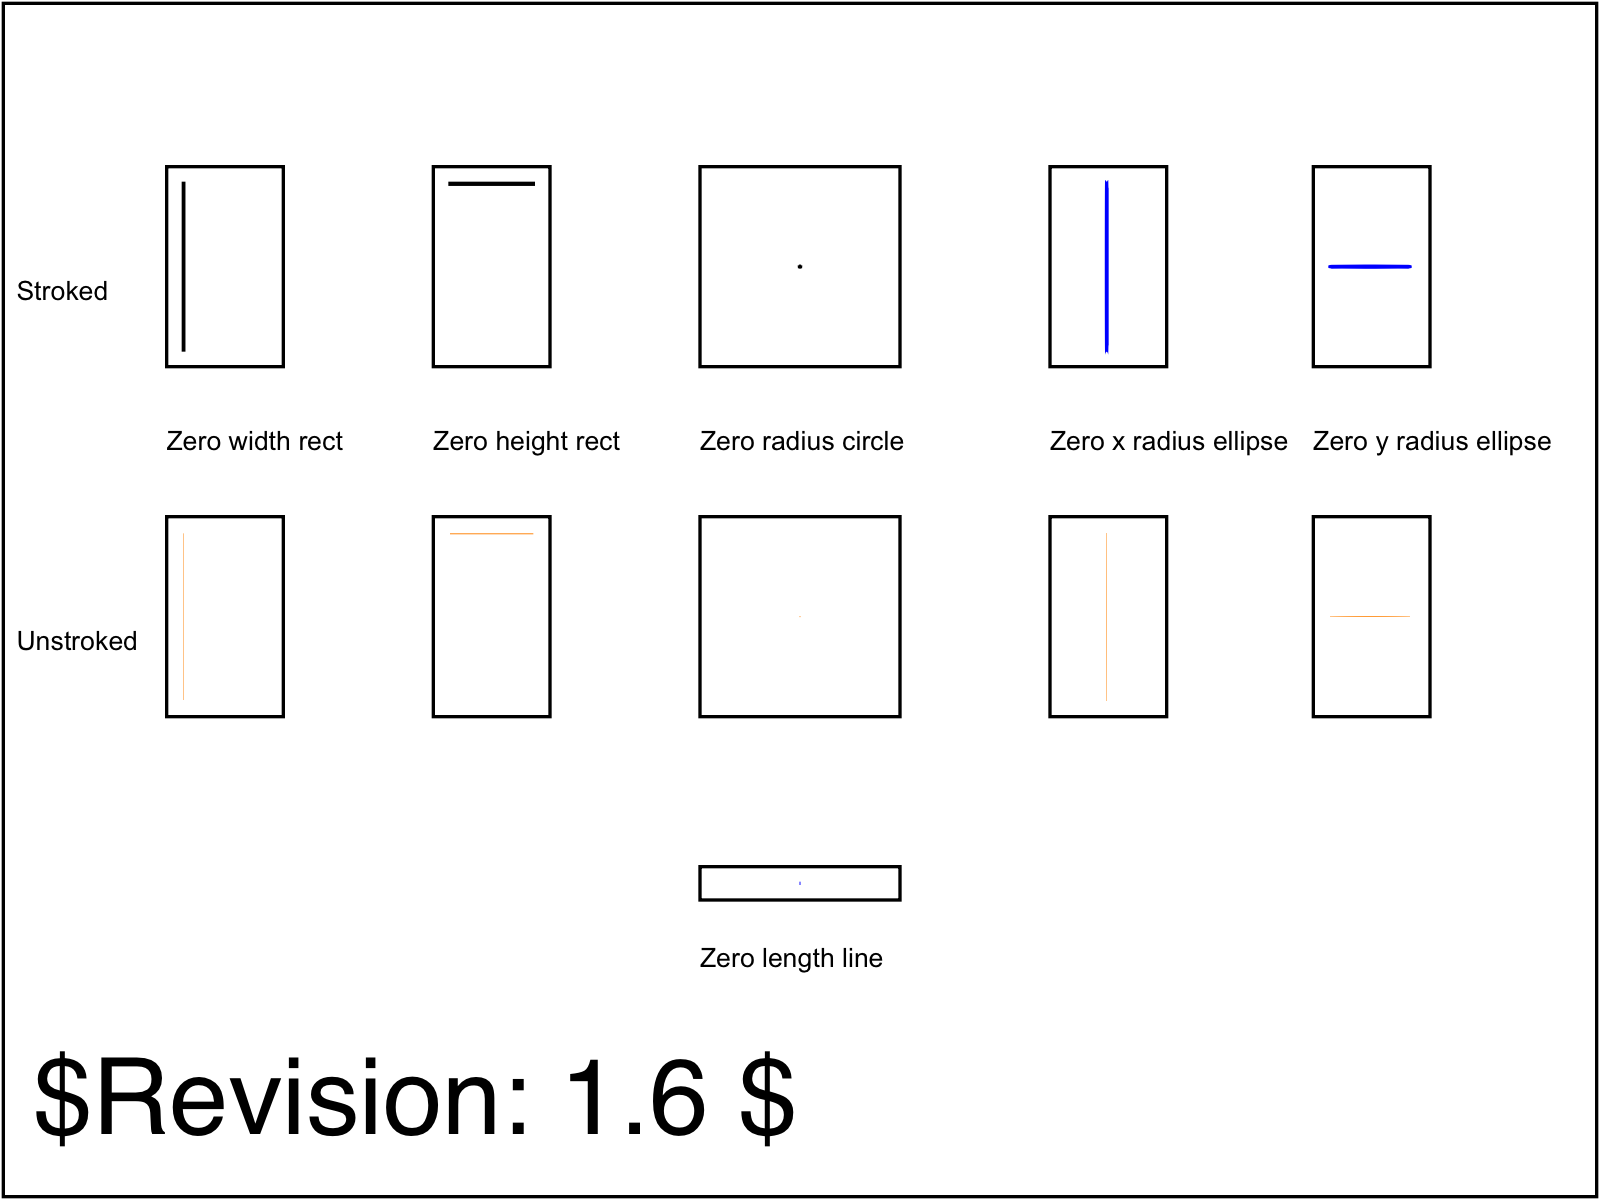 Stroked
Zero width rect
Zero height rect
Zero radius circle
Zero x radius ellipse
Zero y radius ellipse
Unstroked
Zero length line
$Revision: 1.6 $